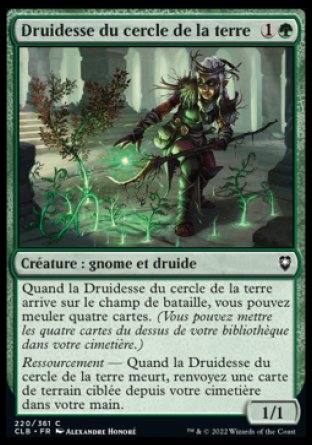 Druidesse du cercle de la terre 1
Créature : gnome et druide
Quand la Druidesse du cercle de la terre
arrive sur le champ de bataille, vous pouvez
meuler quatre cartes. (Vous pouvez mettre
les quatre cartes du dessus de votre bibliothèque
dans votre cimetière.)
Ressourcement — Quand la Druidesse du
cercle de la terre meurt, renvoyez une carte
de terrain ciblée depuis votre cimetière
dans votre main.
1/1
220/361 C
CLB • FR Alexandre Honoré
™ & © 2022 Wizards of the Coast